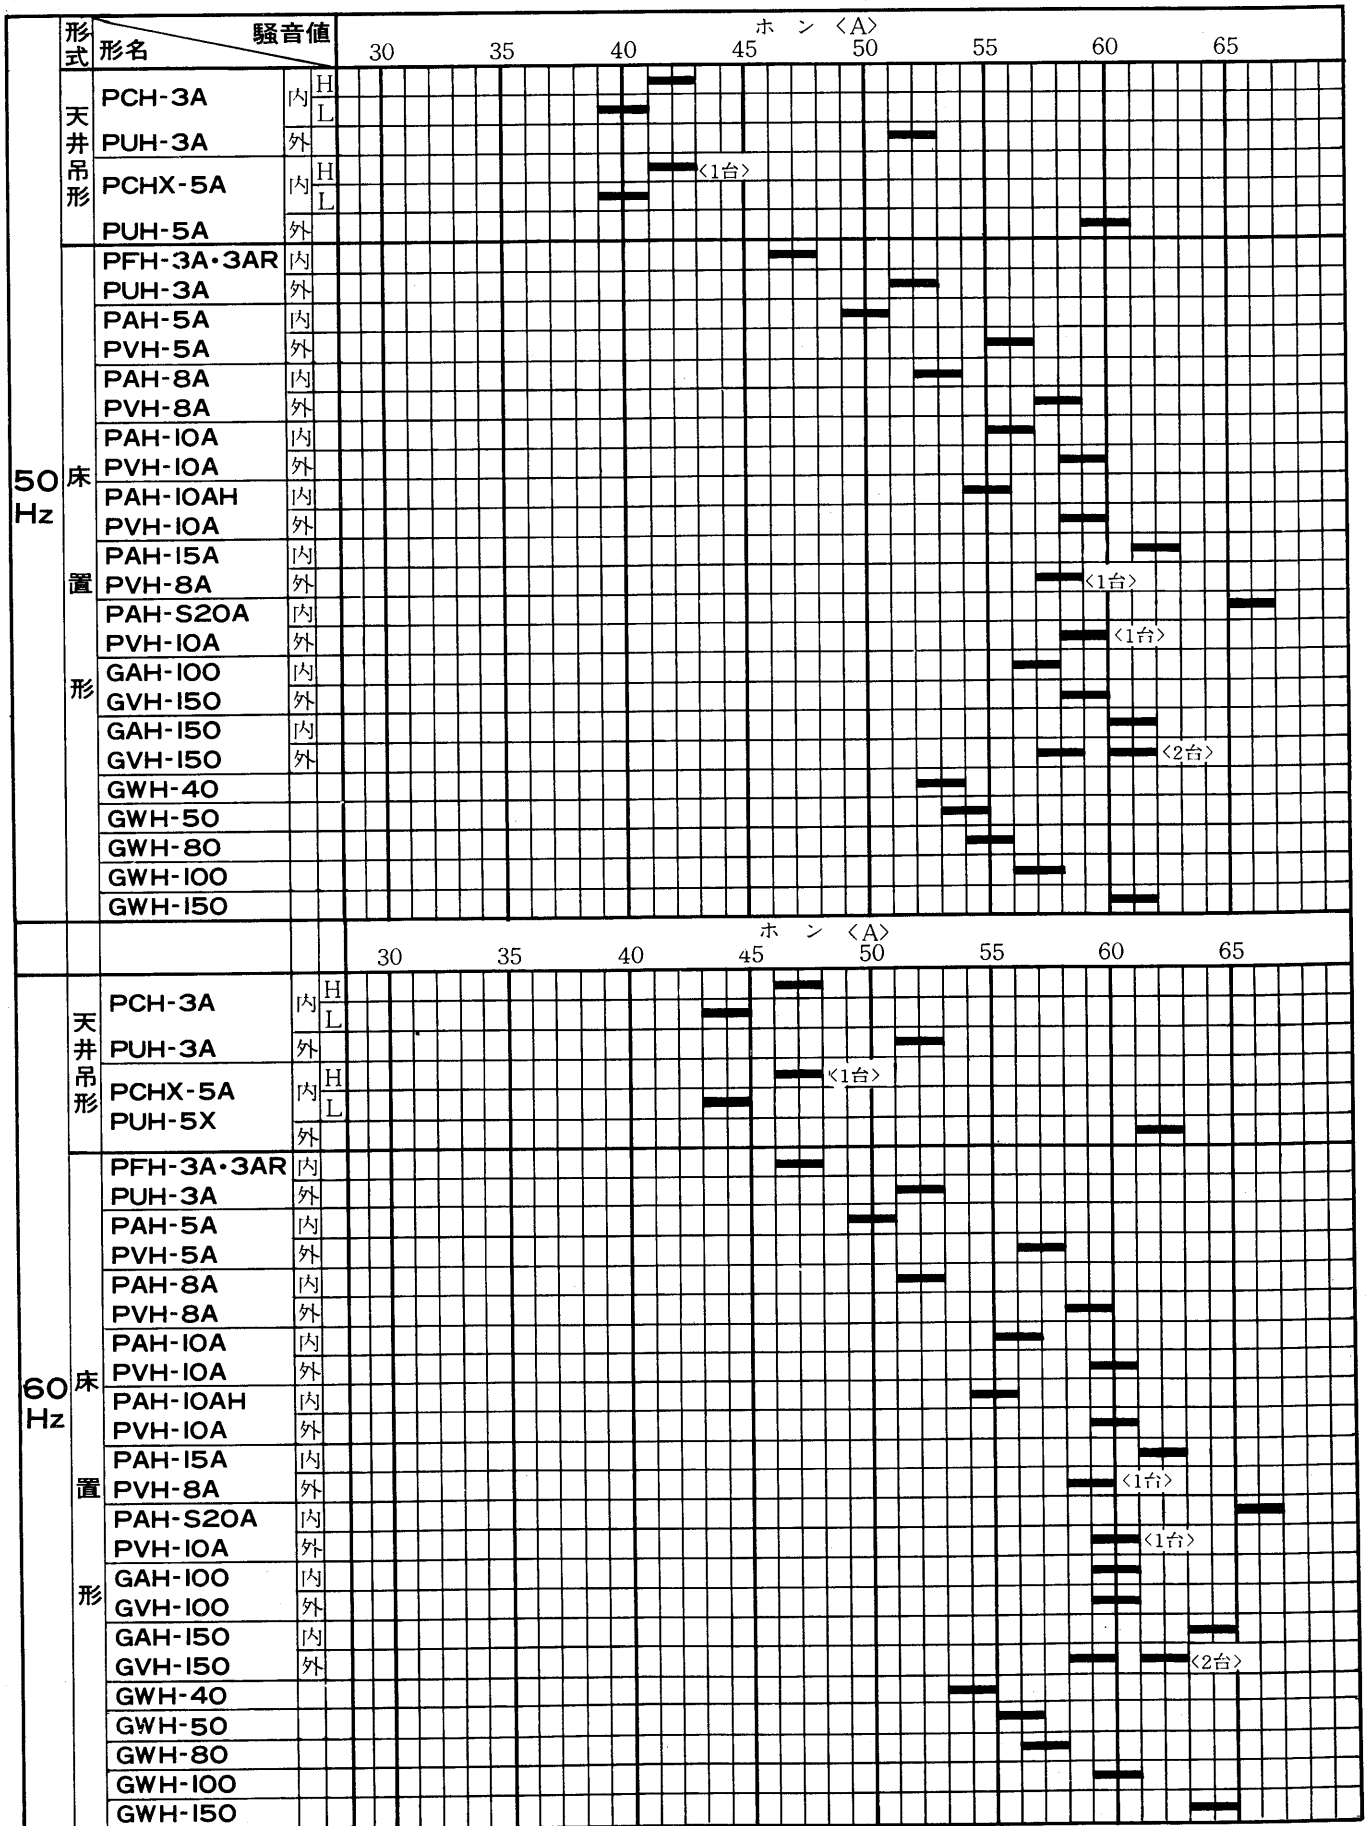 形式 形名 騒音値 ホン〈A〉
30 35 40 45 50 55 60 65
50Hz
天井吊形
PCH-3A 内 H
L
PUH-3A 外
PCHX-5A 内 H 〈1台〉
L
PUH-5A 外
床置形
PFH-3A・3AR 内
PUH-3A 外
PAH-5A 内
PVH-5A 外
PAH-8A 内
PVH-8A 外
PAH-10A 内
PVH-10A 外
PAH-10AH 内
PVH-10A 外
PAH-15A 内
PVH-8A 外 〈1台〉
PAH-S20A 内
PVH-10A 外 〈1台〉
GAH-100 内
GVH-150 外
GAH-150 内
GVH-150 外 〈2台〉
GWH-40
GWH-50
GWH-80
GWH-100
GWH-150
ホン〈A〉
30 35 40 45 50 55 60 65
60Hz
天井吊形
PCH-3A 内 H
L
PUH-3A 外
PCHX-5A 内 H 〈1台〉
PUH-5X L
外
床置形
PFH-3A・3AR 内
PUH-3A 外
PAH-5A 内
PVH-5A 外
PAH-8A 内
PVH-8A 外
PAH-10A 内
PVH-10A 外
PAH-10AH 内
PVH-10A 外
PAH-15A 内
PVH-8A 外 〈1台〉
PAH-S20A 内
PVH-10A 外 〈1台〉
GAH-100 内
GVH-100 外
GAH-150 内
GVH-150 外 〈2台〉
GWH-40
GWH-50
GWH-80
GWH-100
GWH-150